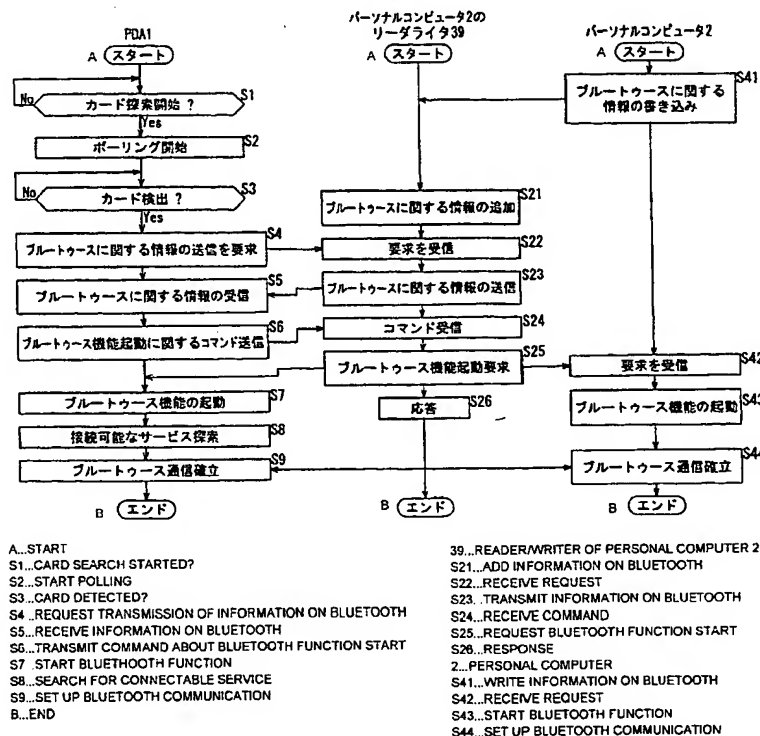 PDA1
A スタート
S1
カード探索開始 ?
No
Yes
S2
ポーリング開始
S3
カード検出 ?
No
Yes
S4
ブルートゥースに関する情報の送信を要求
S5
ブルートゥースに関する情報の受信
S6
ブルートゥース機能起動に関するコマンド送信
S7
ブルートゥース機能の起動
S8
接続可能なサービス探索
S9
ブルートゥース通信確立
B エンド
パーソナルコンピュータ2の
リーダライタ39
A スタート
S21
ブルートゥースに関する情報の追加
S22
要求を受信
S23
ブルートゥースに関する情報の送信
S24
コマンド受信
S25
ブルートゥース機能起動要求
S26
応答
B エンド
パーソナルコンピュータ2
A スタート
S41
ブルートゥースに関する
情報の書き込み
S42
要求を受信
S43
ブルートゥース機能の起動
S44
ブルートゥース通信確立
B エンド
A...START
S1...CARD SEARCH STARTED?
S2...START POLLING
S3...CARD DETECTED?
S4...REQUEST TRANSMISSION OF INFORMATION ON BLUETOOTH
S5...RECEIVE INFORMATION ON BLUETOOTH
S6...TRANSMIT COMMAND ABOUT BLUETOOTH FUNCTION START
S7...START BLUETHOOTH FUNCTION
S8...SEARCH FOR CONNECTABLE SERVICE
S9...SET UP BLUETOOTH COMMUNICATION
B...END
39...READER/WRITER OF PERSONAL COMPUTER 2
S21...ADD INFORMATION ON BLUETOOTH
S22...RECEIVE REQUEST
S23...TRANSMIT INFORMATION ON BLUETOOTH
S24...RECEIVE COMMAND
S25...REQUEST BLUETOOTH FUNCTION START
S26...RESPONSE
2...PERSONAL COMPUTER
S41...WRITE INFORMATION ON BLUETOOTH
S42...RECEIVE REQUEST
S43...START BLUETOOTH FUNCTION
S44...SET UP BLUETOOTH COMMUNICATION